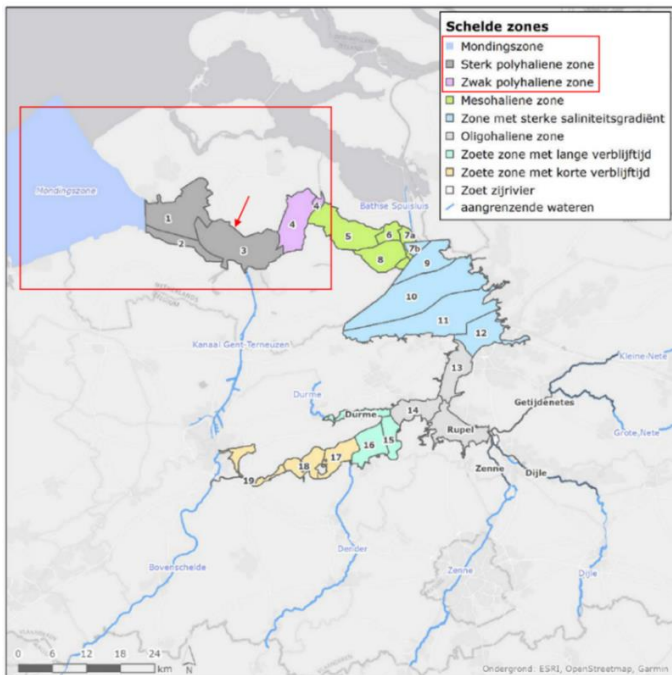 Schelde zones
Mondingszone
Sterk polyhaliene zone
Zwak polyhaliene zone
Mesohaliene zone
Zone met sterke saliniteitsgradiënt
Oligohaliene zone
Zoete zone met lange verblijftijd
Zoete zone met korte verblijftijd
Zoet zijrivier
aangrenzende wateren
Mondingszone
1
2
3
4
4
5
6
7a
7b
8
Bathse Spuisluis
9
10
11
12
Kanaal Gent-Terneuzen
13
Kleine-Nete
Getijdenetes
Durme
Durme
14
Rupel
Grote-Nete
15
16
17
18
19
Zenne
Dijle
Bovenschelde
Dender
Zenne
Dijle
0 6 12 18 24
km
N
Ondergrond: ESRI, OpenStreetmap, Garmin